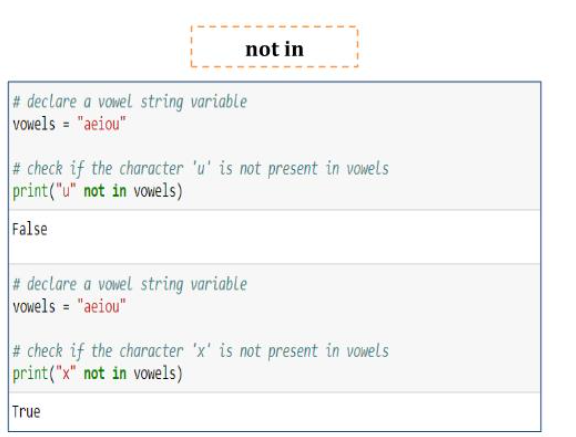 not in
# declare a vowel string variable
vowels = "aeiou"
# check if the character 'u' is not present in vowels
print("u" not in vowels)
False
# declare a vowel string variable
vowels = "aeiou"
# check if the character 'x' is not present in vowels
print("x" not in vowels)
True